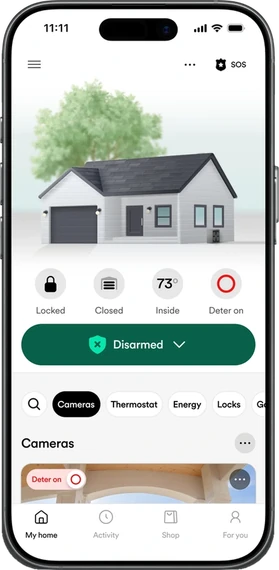 11:11
SOS
73°
Locked
Closed
Inside
Deter on
Disarmed
Cameras
Thermostat
Energy
Locks
Cameras
Deter on
My home
Activity
Shop
For you